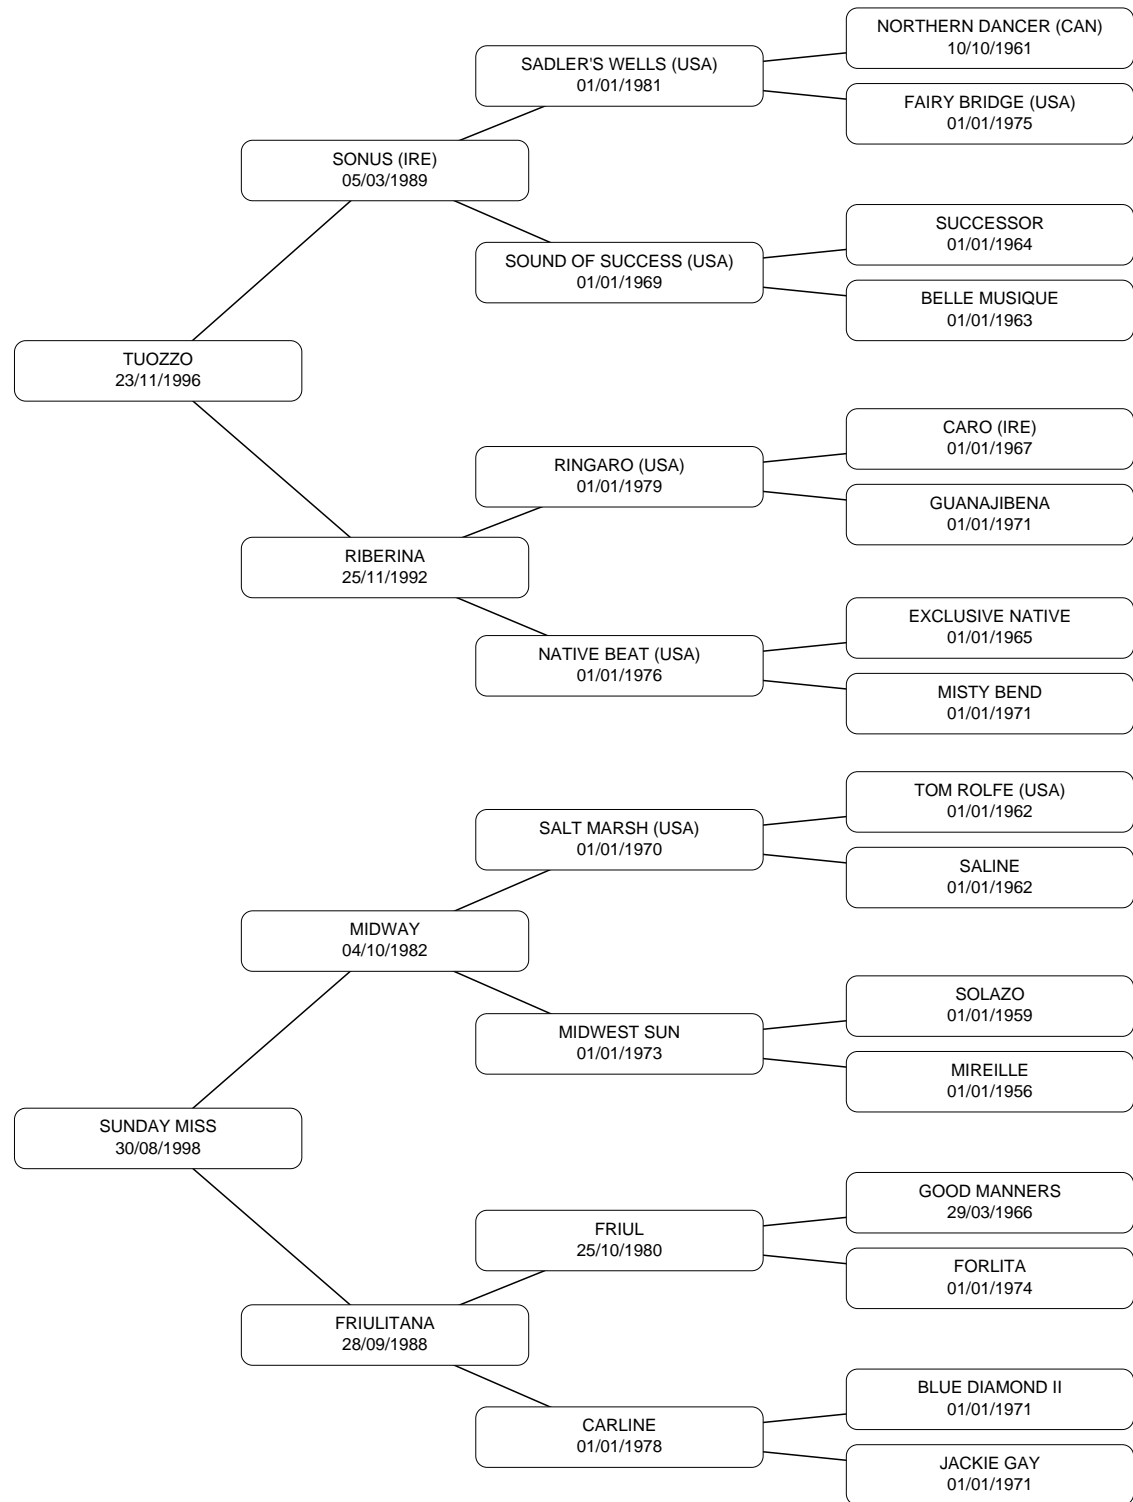 NORTHERN DANCER (CAN)
10/10/1961
SADLER'S WELLS (USA)
01/01/1981
FAIRY BRIDGE (USA)
01/01/1975
SONUS (IRE)
05/03/1989
SUCCESSOR
01/01/1964
SOUND OF SUCCESS (USA)
01/01/1969
BELLE MUSIQUE
01/01/1963
TUOZZO
23/11/1996
CARO (IRE)
01/01/1967
RINGARO (USA)
01/01/1979
GUANAJIBENA
01/01/1971
RIBERINA
25/11/1992
EXCLUSIVE NATIVE
01/01/1965
NATIVE BEAT (USA)
01/01/1976
MISTY BEND
01/01/1971
TOM ROLFE (USA)
01/01/1962
SALT MARSH (USA)
01/01/1970
SALINE
01/01/1962
MIDWAY
04/10/1982
SOLAZO
01/01/1959
MIDWEST SUN
01/01/1973
MIREILLE
01/01/1956
SUNDAY MISS
30/08/1998
GOOD MANNERS
29/03/1966
FRIUL
25/10/1980
FORLITA
01/01/1974
FRIULITANA
28/09/1988
BLUE DIAMOND II
01/01/1971
CARLINE
01/01/1978
JACKIE GAY
01/01/1971